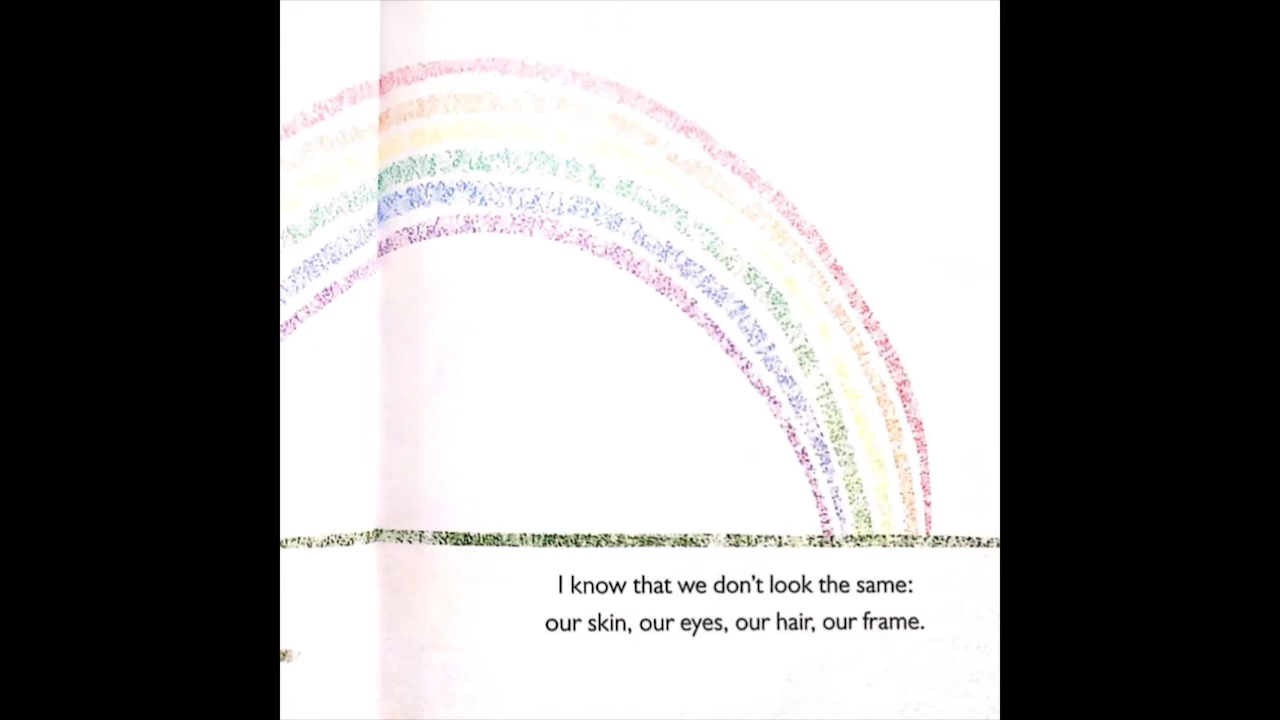 I know that we don't look the same:
our skin, our eyes, our hair, our frame.